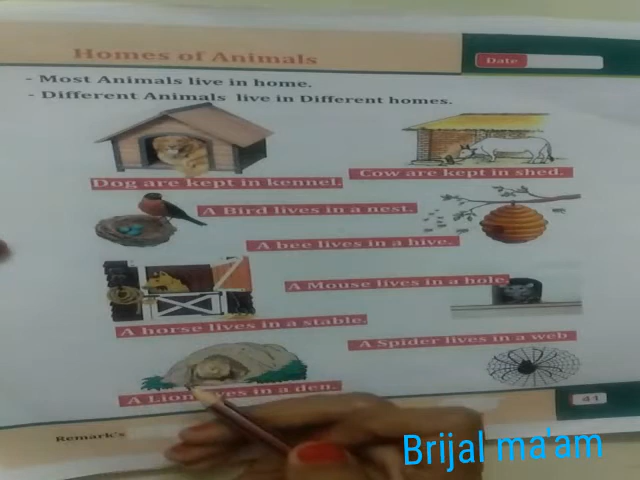 Homes of Animals
Date
- Most Animals live in home.
- Different Animals live in Different homes.
Dog are kept in kennel.
Cow are kept in shed.
A Bird lives in a nest.
A bee lives in a hive.
A Mouse lives in a hole.
A horse lives in a stable.
A Spider lives in a web
A Lion ves in a den.
41
Remark's
Brijal ma'am